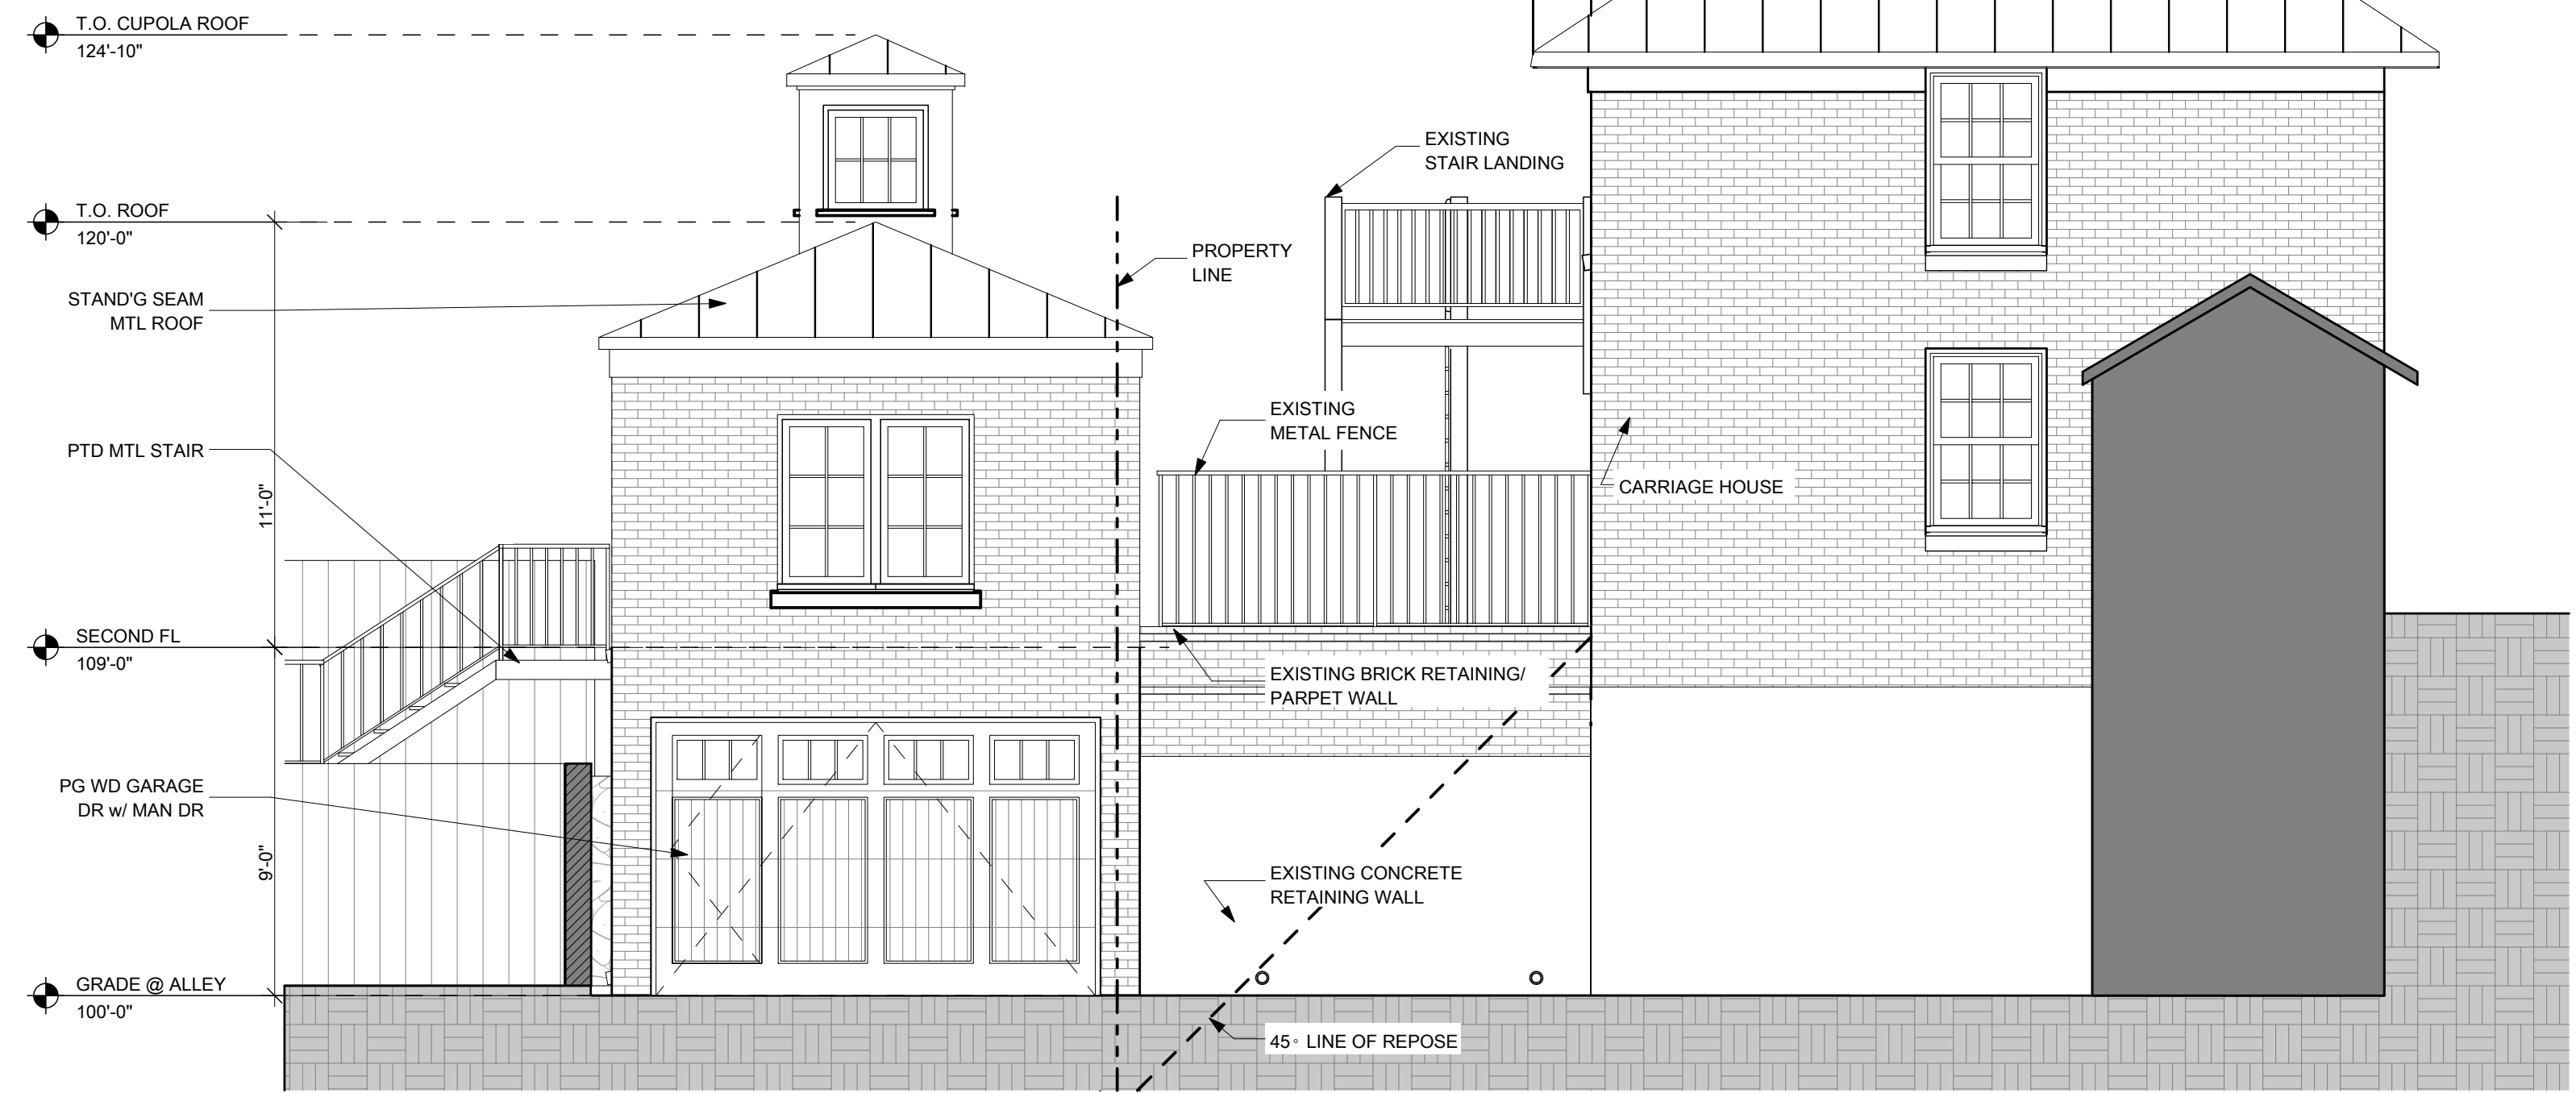 T.O. CUPOLA ROOF
124'-10"
EXISTING
STAIR LANDING
T.O. ROOF
120'-0"
PROPERTY
LINE
STAND'G SEAM
MTL ROOF
EXISTING
METAL FENCE
PTD MTL STAIR
CARRIAGE HOUSE
11'-0"
SECOND FL
109'-0"
EXISTING BRICK RETAINING/
PARPET WALL
PG WD GARAGE
DR w/ MAN DR
9'-0"
EXISTING CONCRETE
RETAINING WALL
GRADE @ ALLEY
100'-0"
45° LINE OF REPOSE